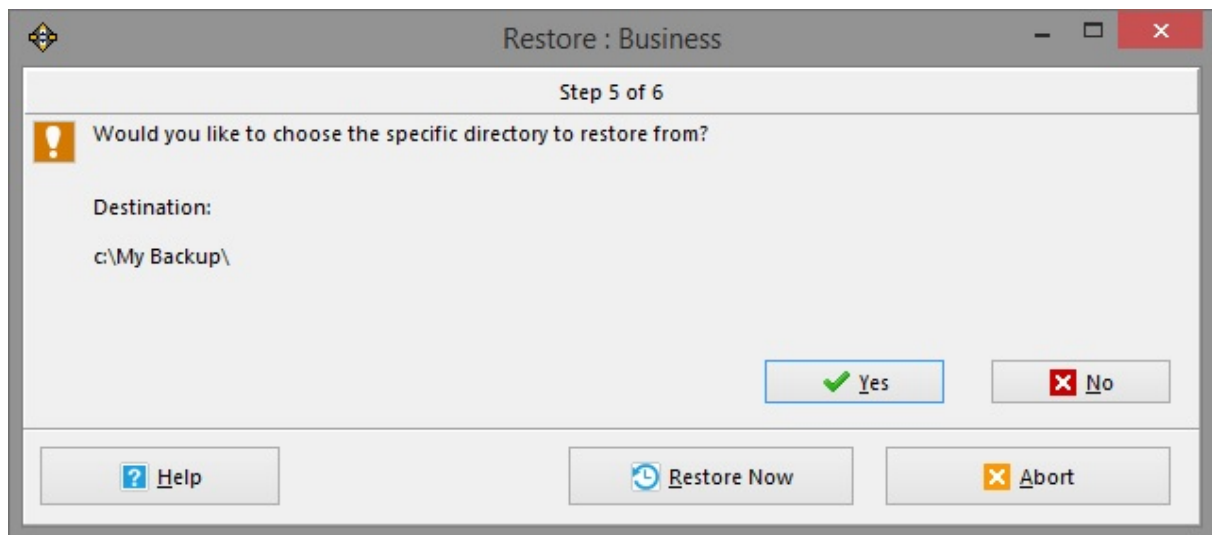 Restore : Business
Step 5 of 6
Would you like to choose the specific directory to restore from?
Destination:
c:\My Backup\
Yes
No
Help
Restore Now
Abort